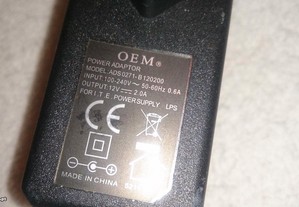 OEM
POWER ADAPTOR
MODEL:ADS0271-B120200
INPUT:100-240V~50-60Hz 0.6A
OUTPUT:12V⎓2.0A
FOR I.T.E. POWER SUPPLY LPS
CE
MADE IN CHINA